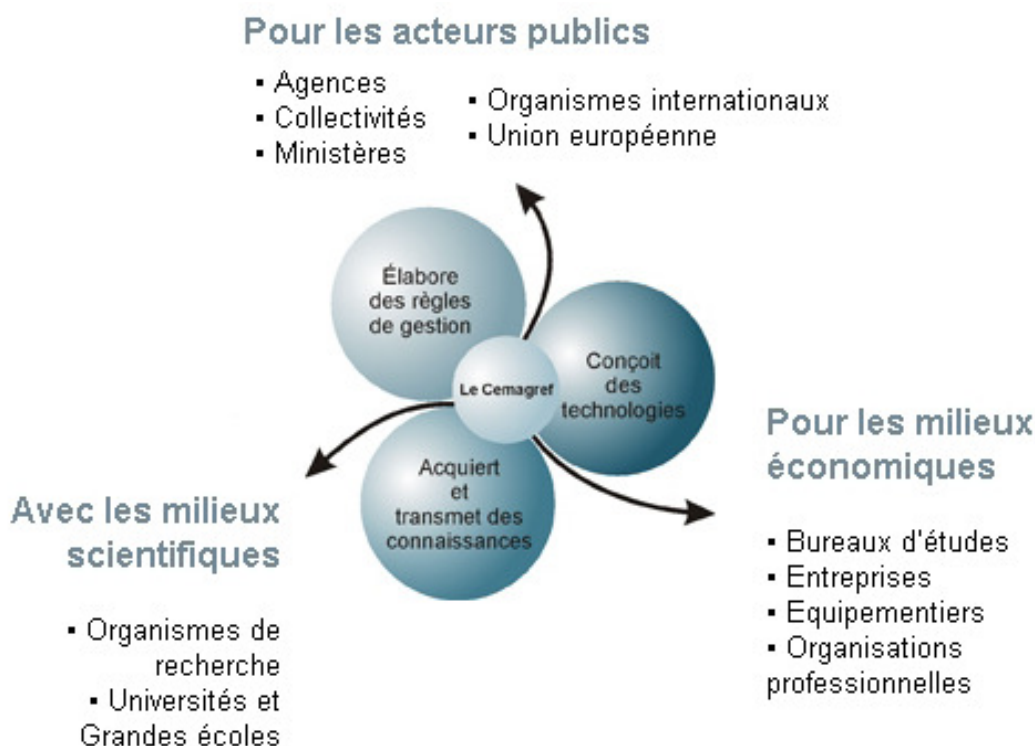 Pour les acteurs publics
▪ Agences
▪ Collectivités
▪ Ministères
▪ Organismes internationaux
▪ Union européenne
Élabore
des règles
de gestion
Le Cemagref
Conçoit
des
technologies
Acquiert
et
transmet des
connaissances
Avec les milieux
scientifiques
▪ Organismes de
recherche
▪ Universités et
Grandes écoles
Pour les milieux
économiques
▪ Bureaux d'études
▪ Entreprises
▪ Equipementiers
▪ Organisations
professionnelles